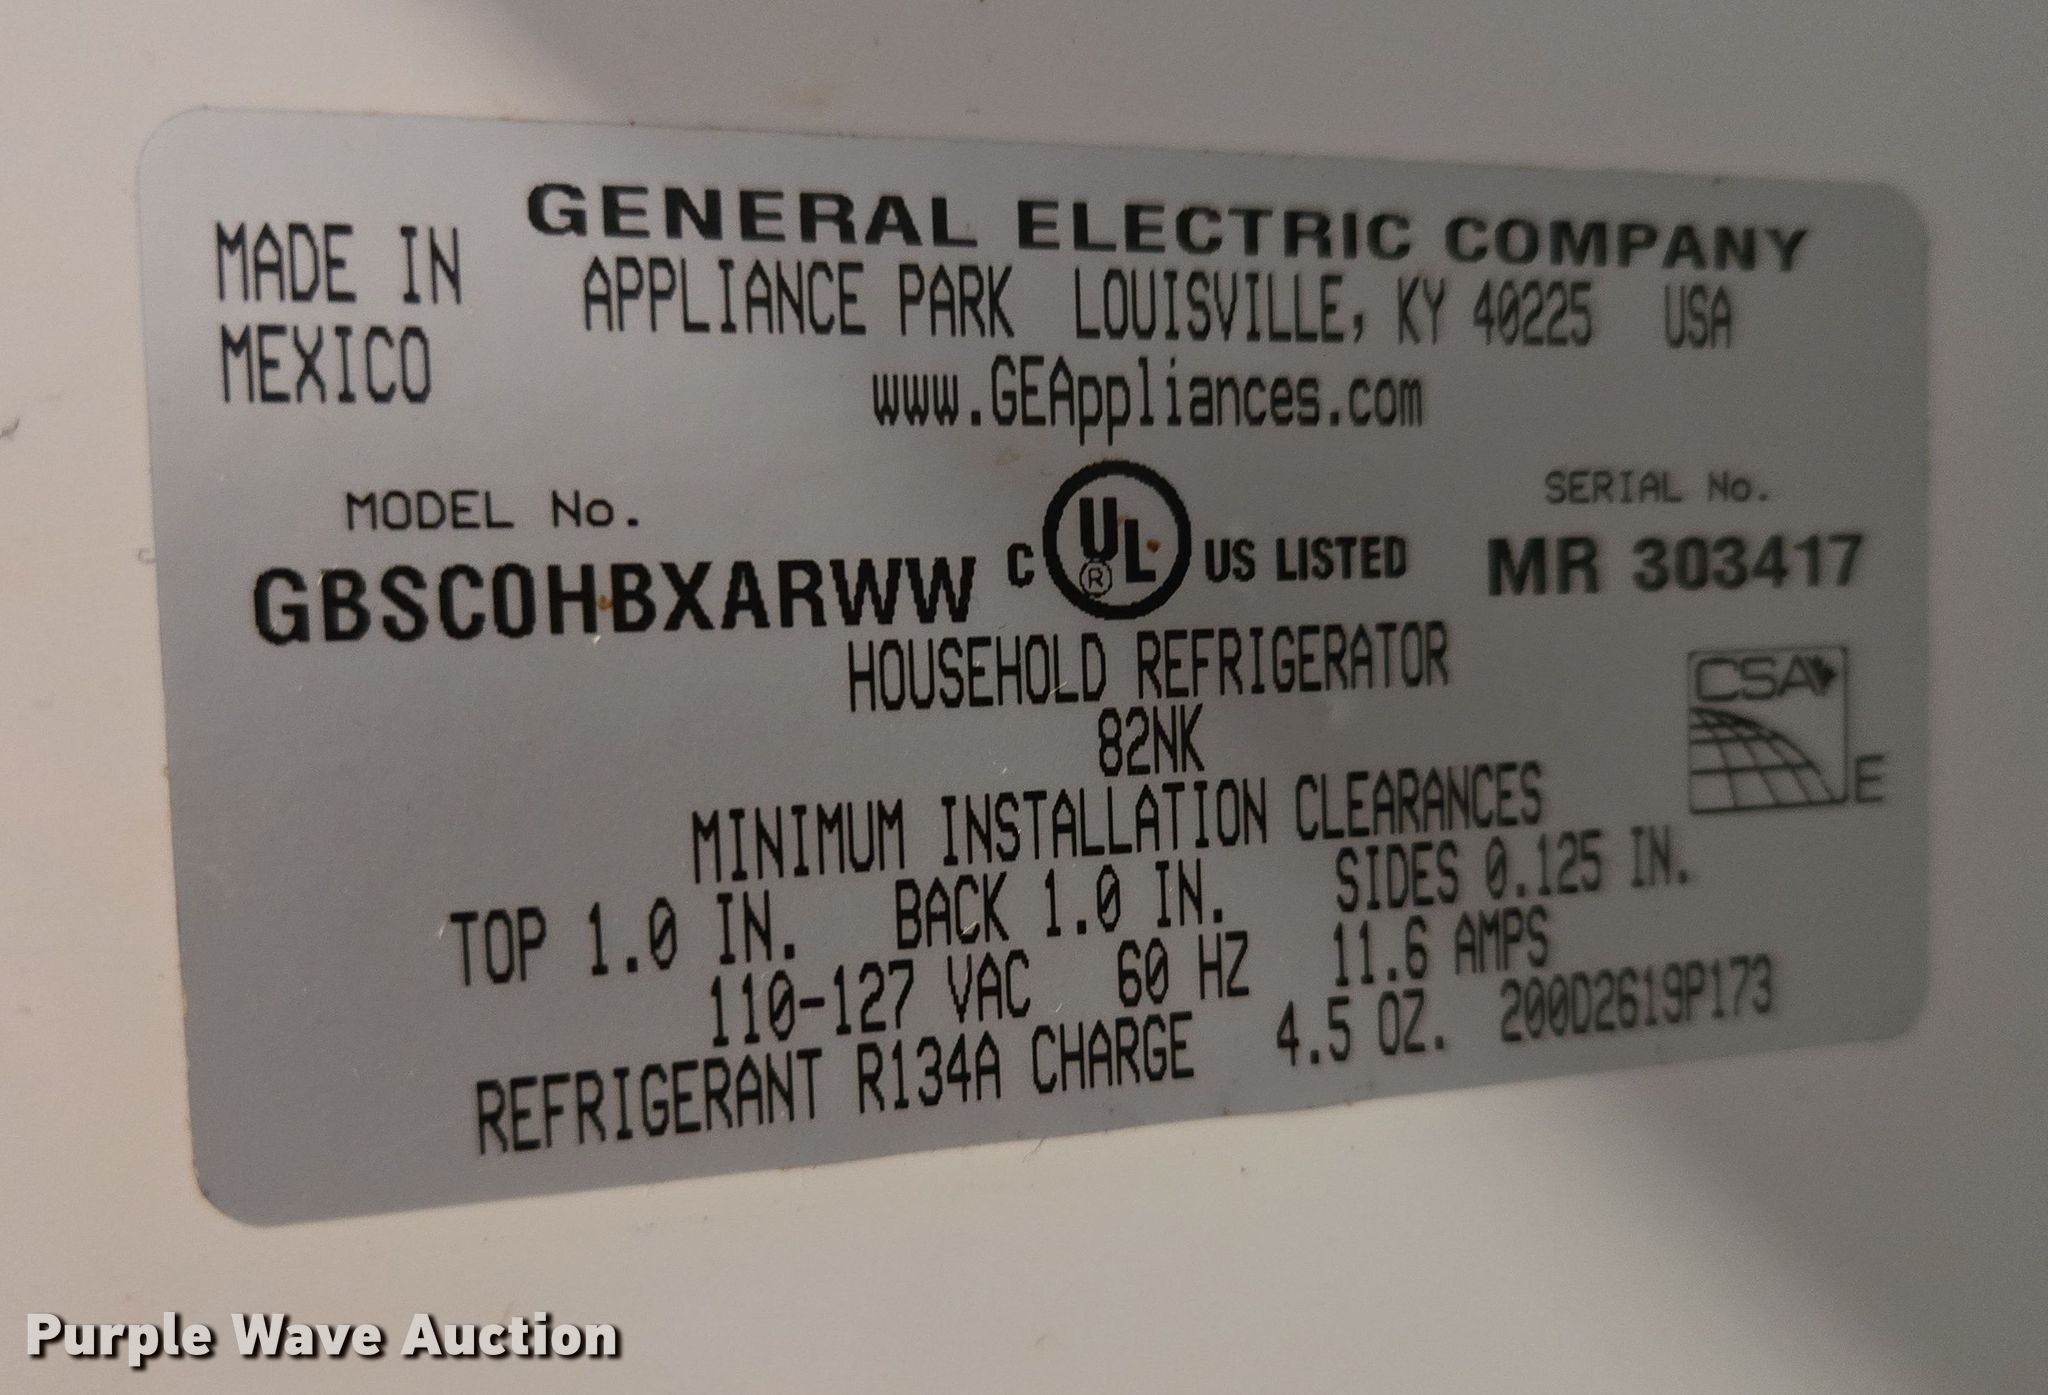 MADE IN
MEXICO
GENERAL ELECTRIC COMPANY
APPLIANCE PARK LOUISVILLE, KY 40225 USA
www.GEAppliances.com
MODEL No.
GBSC0HBXARWW
C UL ® US LISTED
SERIAL No.
MR 303417
HOUSEHOLD REFRIGERATOR
82NK
CSA
E
MINIMUM INSTALLATION CLEARANCES
TOP 1.0 IN. BACK 1.0 IN. SIDES 0.125 IN.
110-127 VAC 60 HZ 11.6 AMPS
REFRIGERANT R134A CHARGE 4.5 OZ. 200D2619P173
Purple Wave Auction